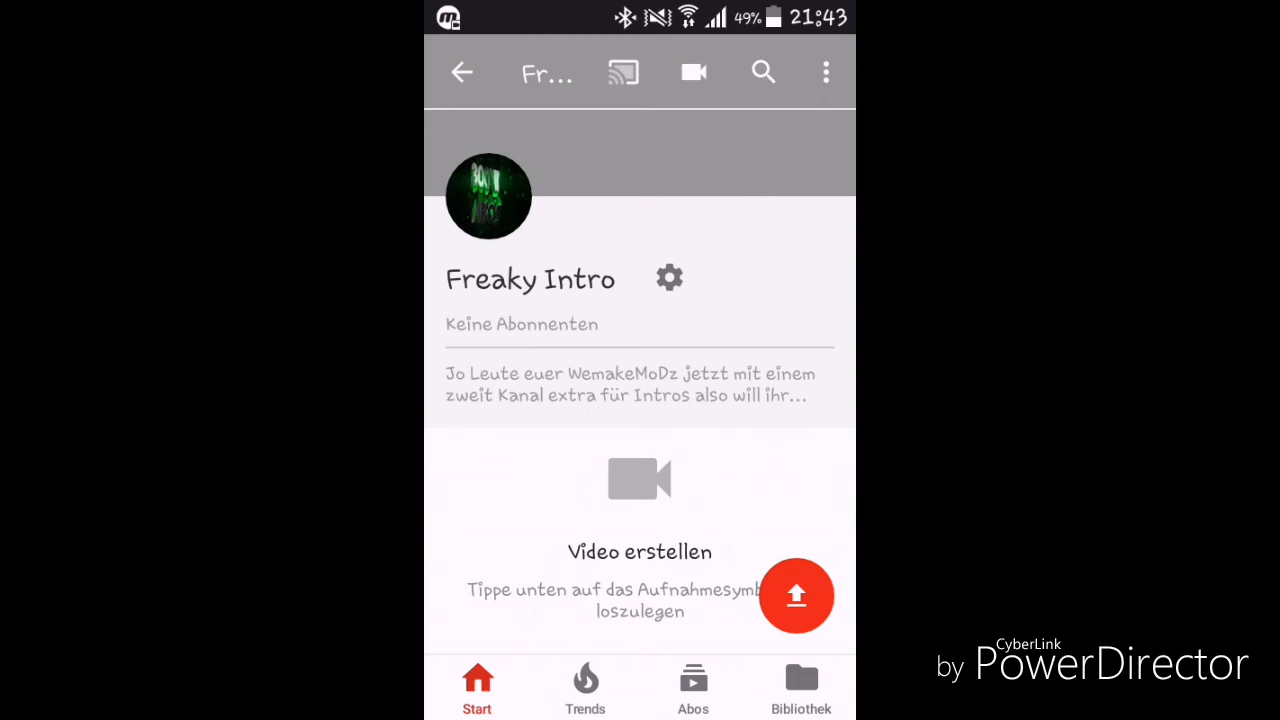 49% 21:43
Fr...
Freaky Intro
Keine Abonnenten
Jo Leute euer WemakeMoDz jetzt mit einem
zweit Kanal extra für Intros also will ihr...
Video erstellen
Tippe unten auf das Aufnahmesymb
loszulegen
Start Trends Abos Bibliothek
CyberLink
by PowerDirector